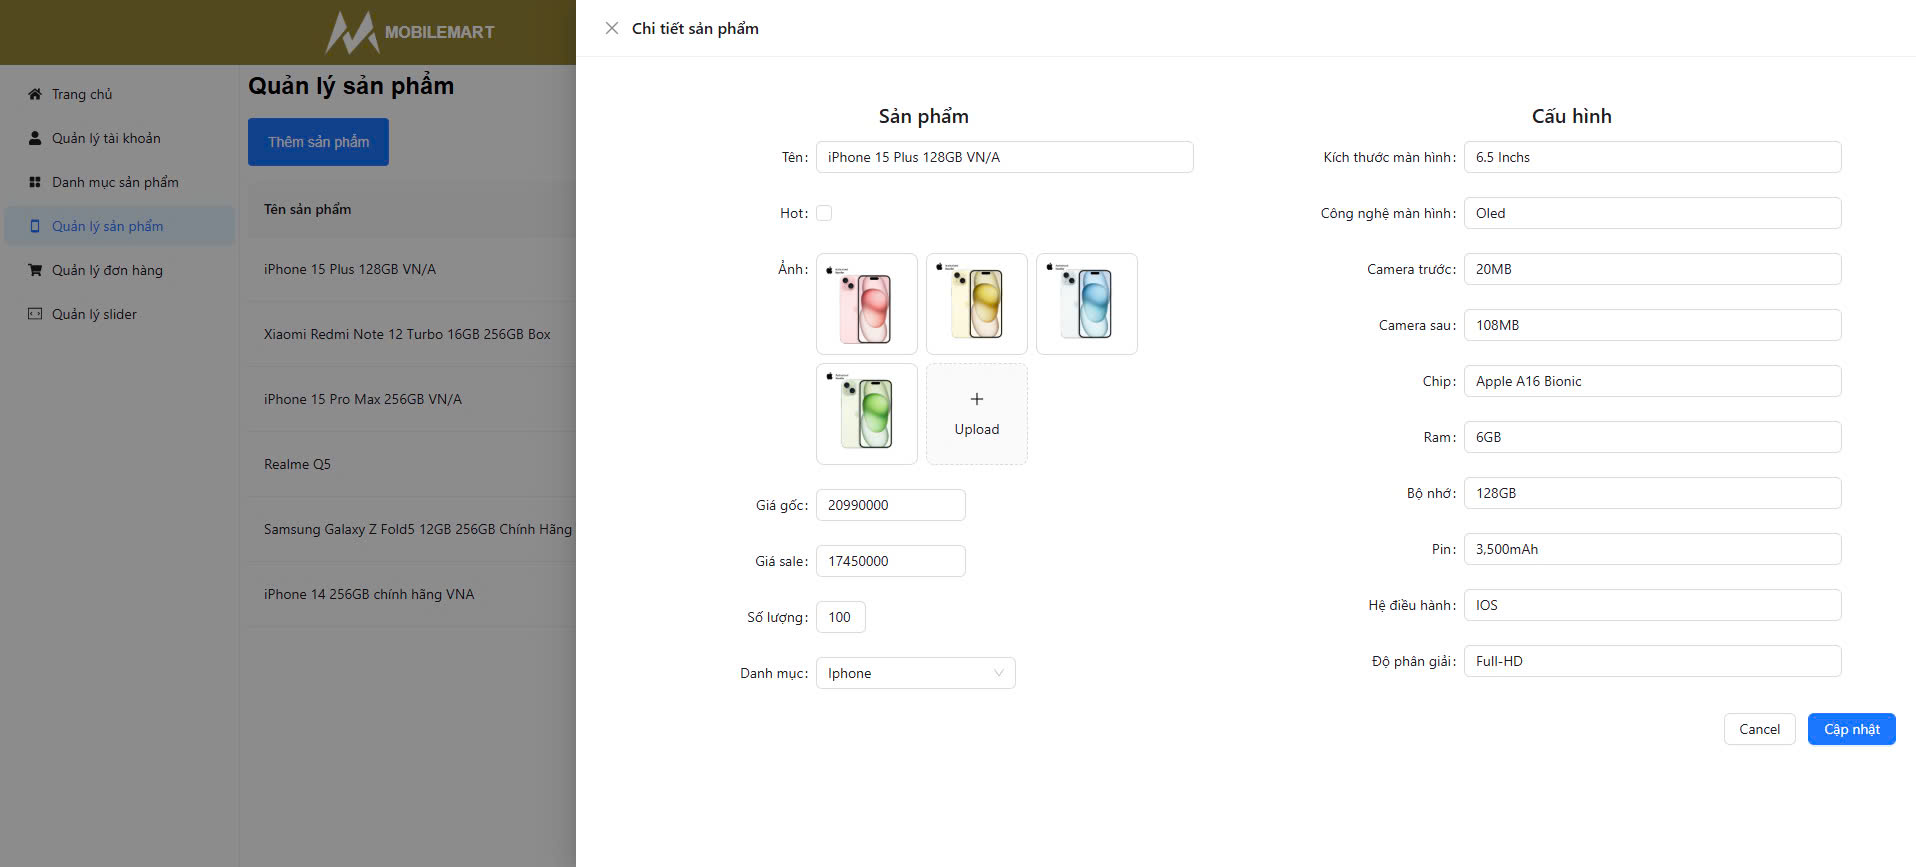 MOBILEMART
Trang chủ
Quản lý tài khoản
Danh mục sản phẩm
Quản lý sản phẩm
Quản lý đơn hàng
Quản lý slider
Quản lý sản phẩm
Thêm sản phẩm
Tên sản phẩm
iPhone 15 Plus 128GB VN/A
Xiaomi Redmi Note 12 Turbo 16GB 256GB Box
iPhone 15 Pro Max 256GB VN/A
Realme Q5
Samsung Galaxy Z Fold5 12GB 256GB Chính Hãng
iPhone 14 256GB chính hãng VNA
Chi tiết sản phẩm
Sản phẩm
Tên: iPhone 15 Plus 128GB VN/A
Hot:
Ảnh:
Upload
Giá gốc: 20990000
Giá sale: 17450000
Số lượng: 100
Danh mục: Iphone
Cấu hình
Kích thước màn hình: 6.5 Inchs
Công nghệ màn hình: Oled
Camera trước: 20MB
Camera sau: 108MB
Chip: Apple A16 Bionic
Ram: 6GB
Bộ nhớ: 128GB
Pin: 3,500mAh
Hệ điều hành: IOS
Độ phân giải: Full-HD
Cancel
Cập nhật